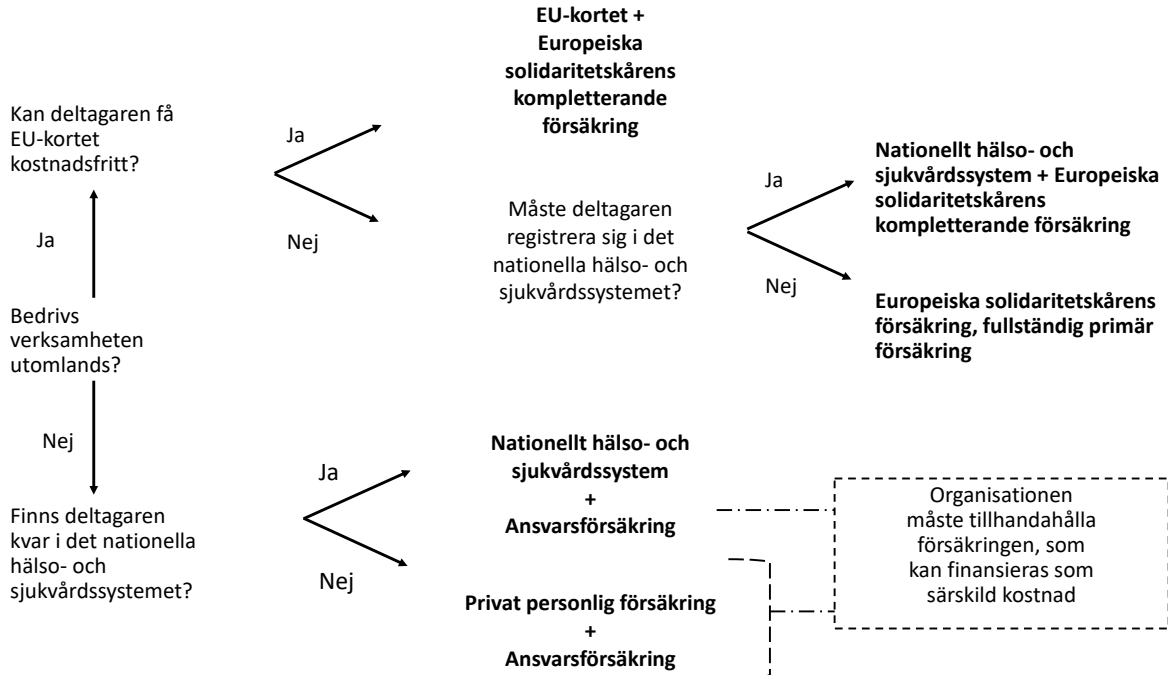 EU-kortet +
Europeiska
solidaritetskårens
kompletterande
försäkring
Kan deltagaren få
EU-kortet
kostnadsfritt?
Ja
Nej
Ja
Måste deltagaren
registrera sig i det
nationella hälso- och
sjukvårdssystemet?
Ja
Nej
Nationellt hälso- och
sjukvårdssystem + Europeiska
solidaritetskårens
kompletterande försäkring
Europeiska solidaritetskårens
försäkring, fullständig primär
försäkring
Bedrivs
verksamheten
utomlands?
Nej
Finns deltagaren
kvar i det nationella
hälso- och
sjukvårdssystemet?
Ja
Nej
Nationellt hälso- och
sjukvårdssystem
+
Ansvarsförsäkring
Privat personlig försäkring
+
Ansvarsförsäkring
Organisationen
måste tillhandahålla
försäkringen, som
kan finansieras som
särskild kostnad